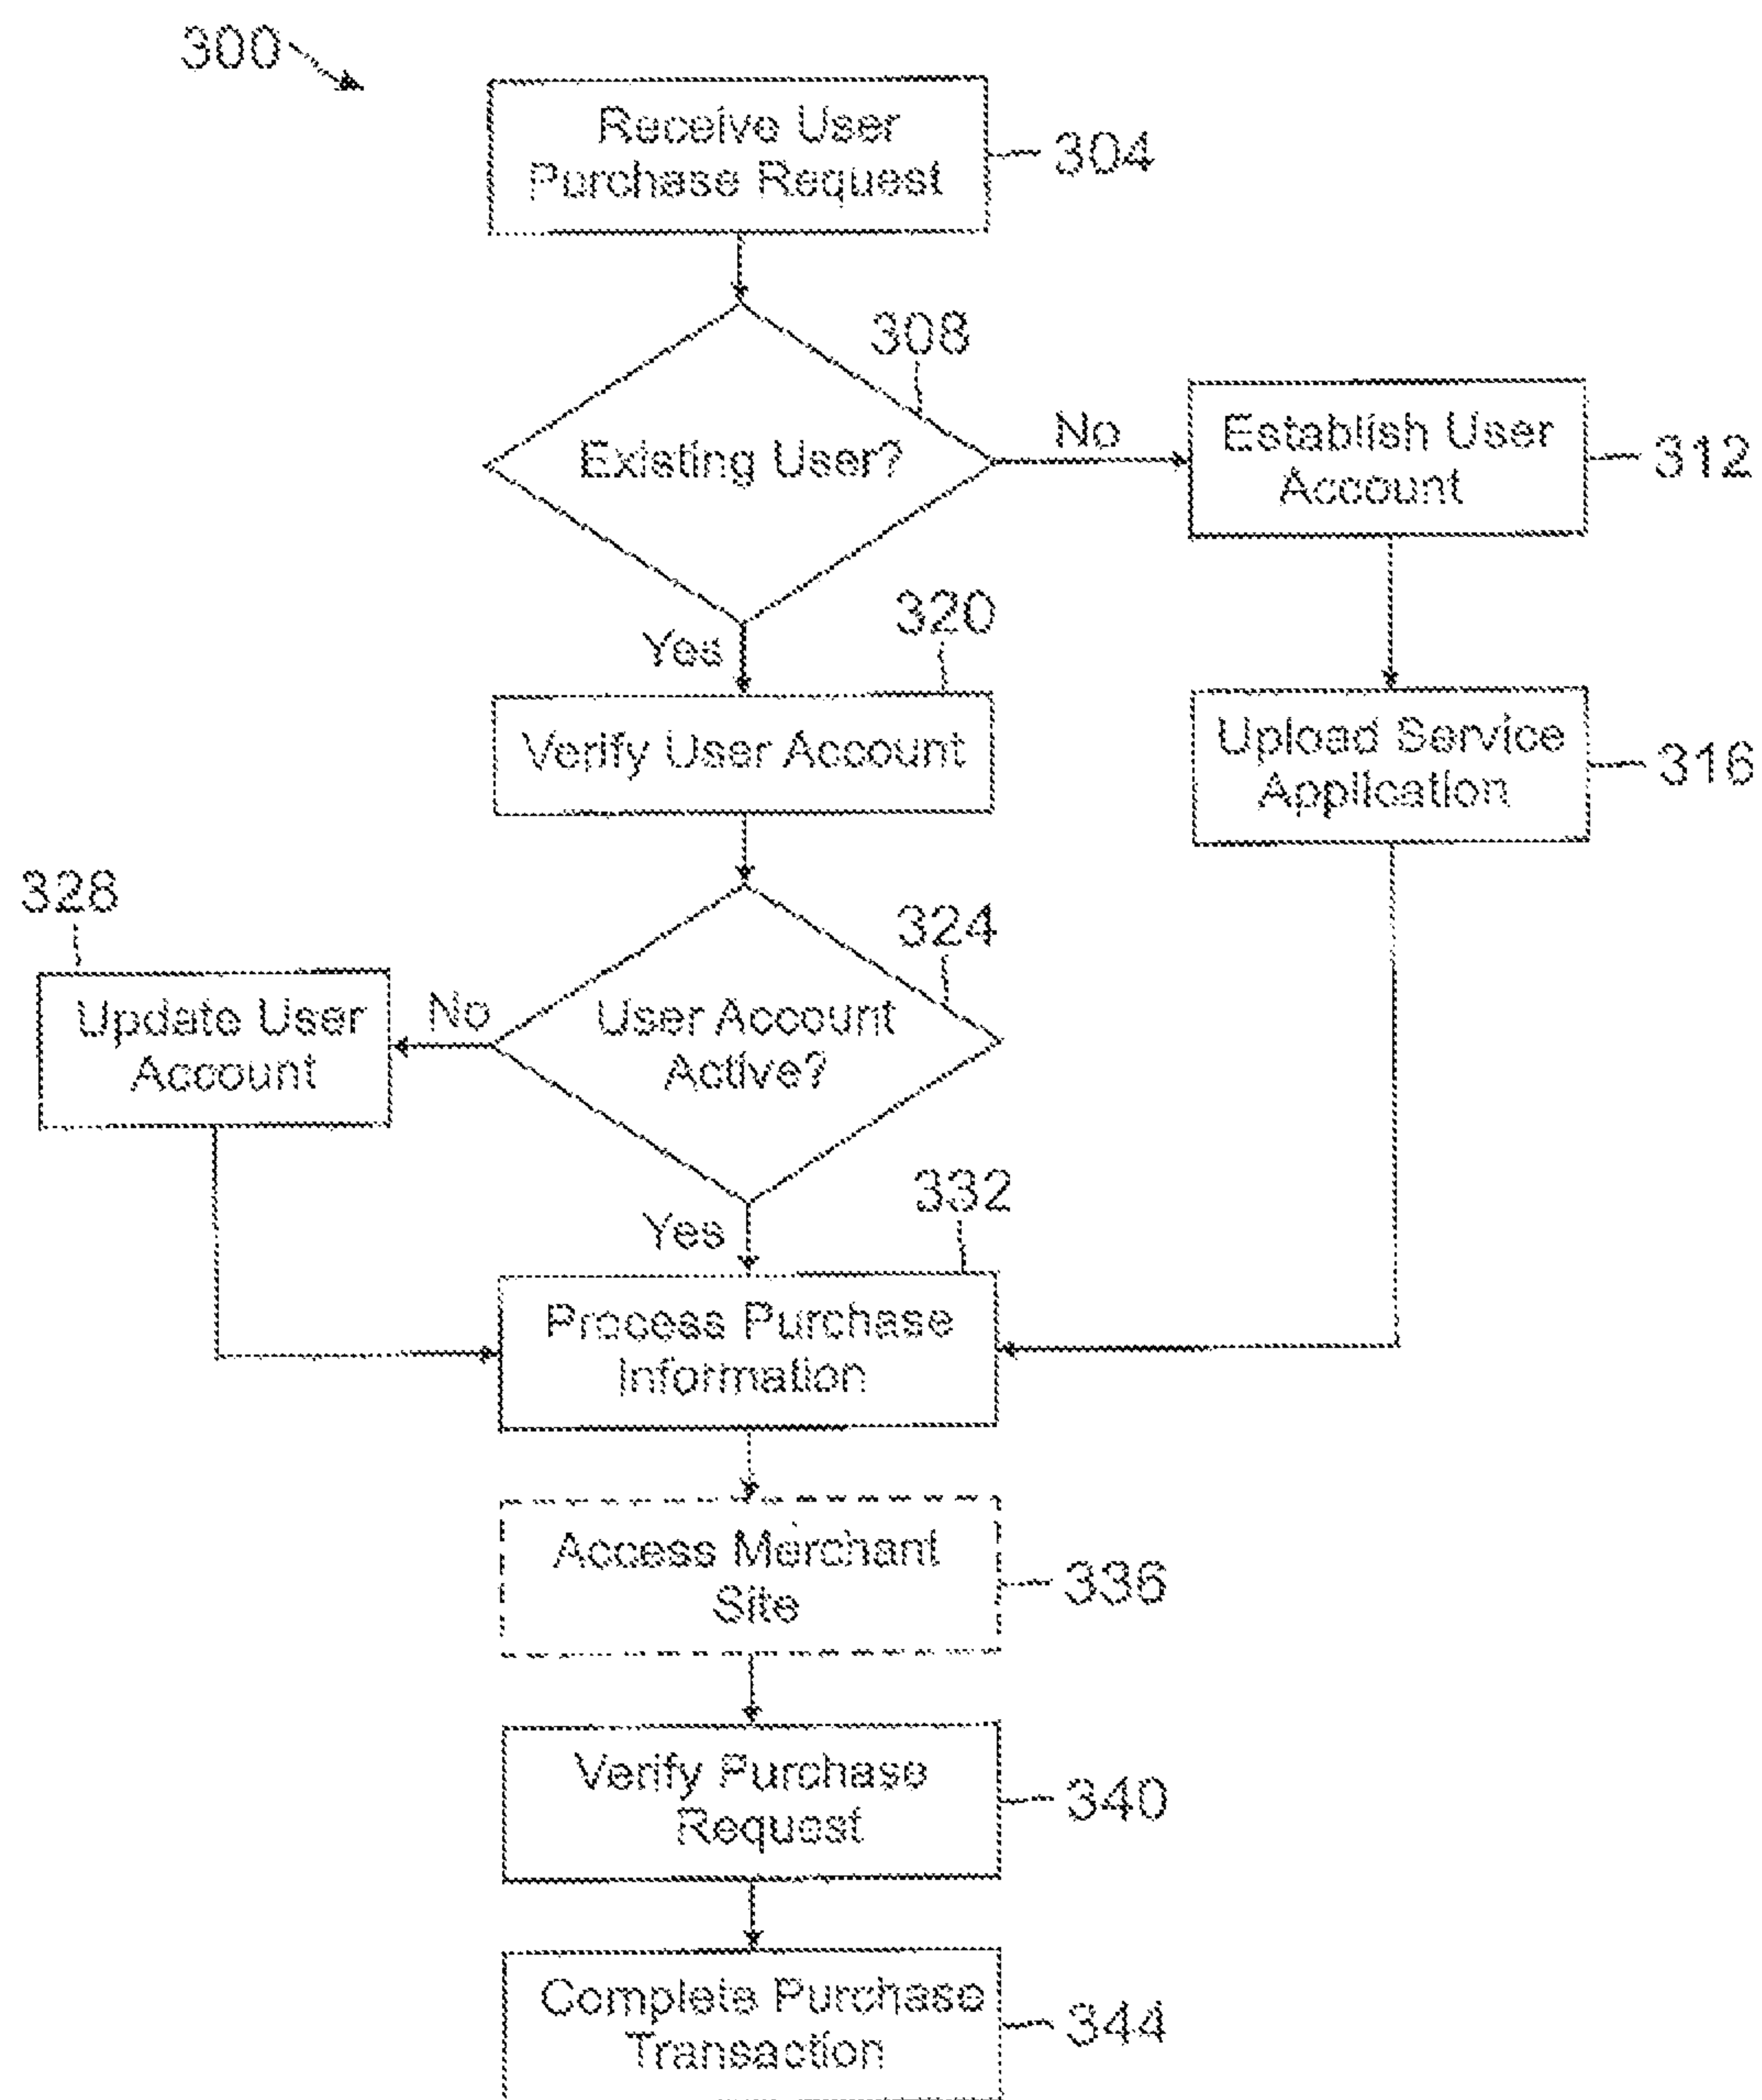 300
Receive User
Purchase Request
304
308
Existing User?
No
Establish User
Account
312
Yes
320
Verify User Account
Upload Service
Application
316
328
324
Update User
Account
No
User Account
Active?
Yes
332
Process Purchase
Information
Access Merchant
Site
336
Verify Purchase
Request
340
Complete Purchase
Transaction
344